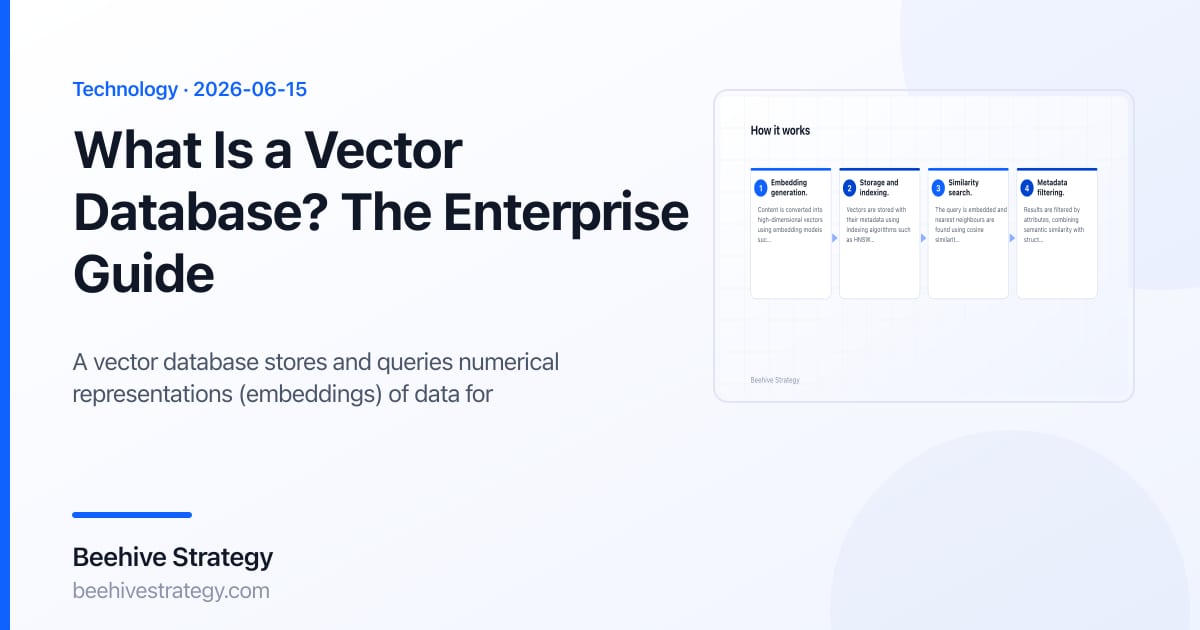 Technology · 2026-06-15
What Is a Vector
Database? The Enterprise
Guide
A vector database stores and queries numerical
representations (embeddings) of data for
Beehive Strategy
beehivestrategy.com
How it works
1
Embedding
generation.
Content is converted into
high-dimensional vectors
using embedding models
suc...
2
Storage and
indexing.
Vectors are stored with
their metadata using
indexing algorithms such
as HNSW...
3
Similarity
search.
The query is embedded and
nearest neighbours are
found using cosine
similarit...
4
Metadata
filtering.
Results are filtered by
attributes, combining
semantic similarity with
struct...
Beehive Strategy